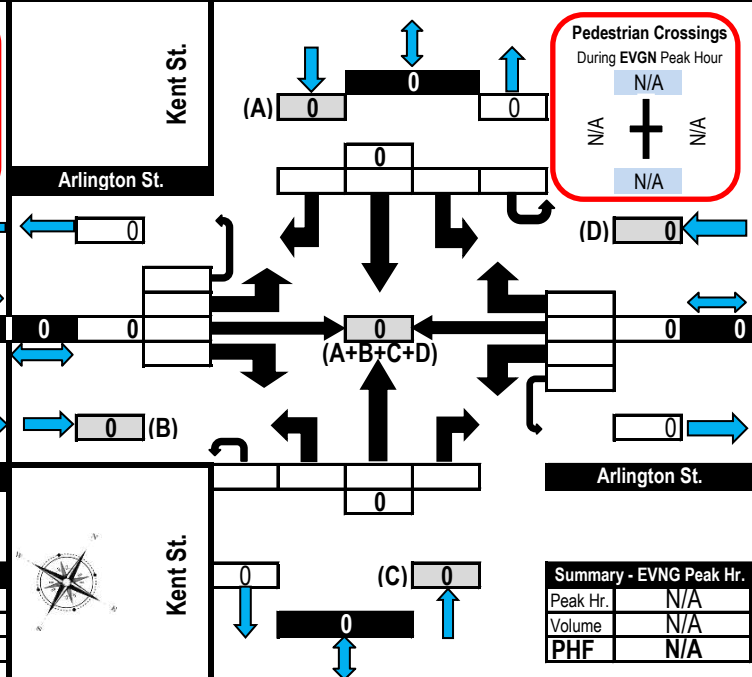 Pedestrian Crossings
During EVGN Peak Hour
N/A
N/A
N/A
N/A
Kent St.
0
(A)
0
0
0
Arlington St.
0
(D)
0
0
0
0
(A+B+C+D)
0
0
0
(B)
0
0
Arlington St.
Kent St.
0
(C)
0
0
Summary - EVNG Peak Hr.
Peak Hr. N/A
Volume N/A
PHF N/A